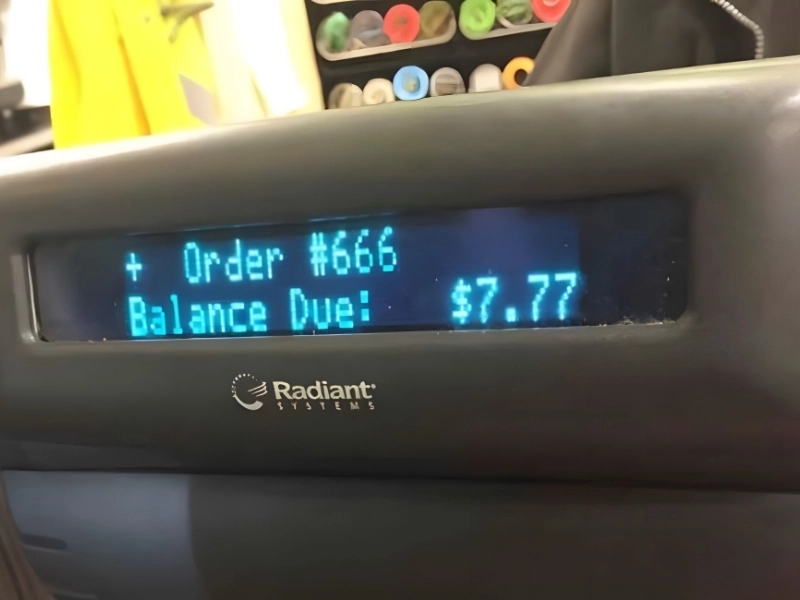 + Order #666
Balance Due: $7.77
Radiant
SYSTEMS